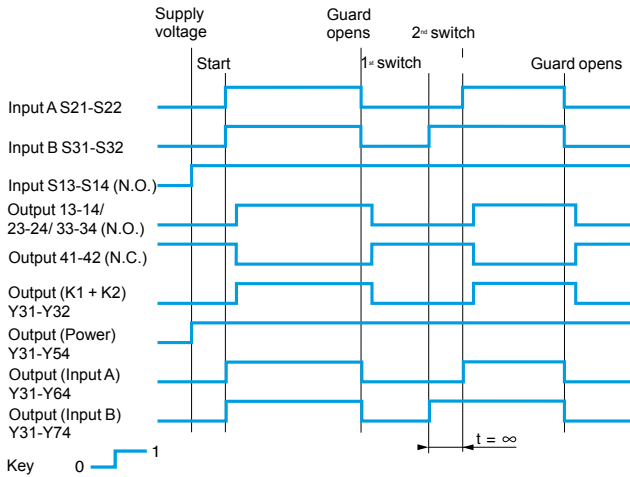 Supply voltage
Guard opens
2nd switch
Start
1st switch
Guard opens
Input A S21-S22
Input B S31-S32
Input S13-S14 (N.O.)
Output 13-14/
23-24/ 33-34 (N.O.)
Output 41-42 (N.C.)
Output (K1 + K2)
Y31-Y32
Output (Power)
Y31-Y54
Output (Input A)
Y31-Y64
Output (Input B)
Y31-Y74
t = ∞
Key 0 1